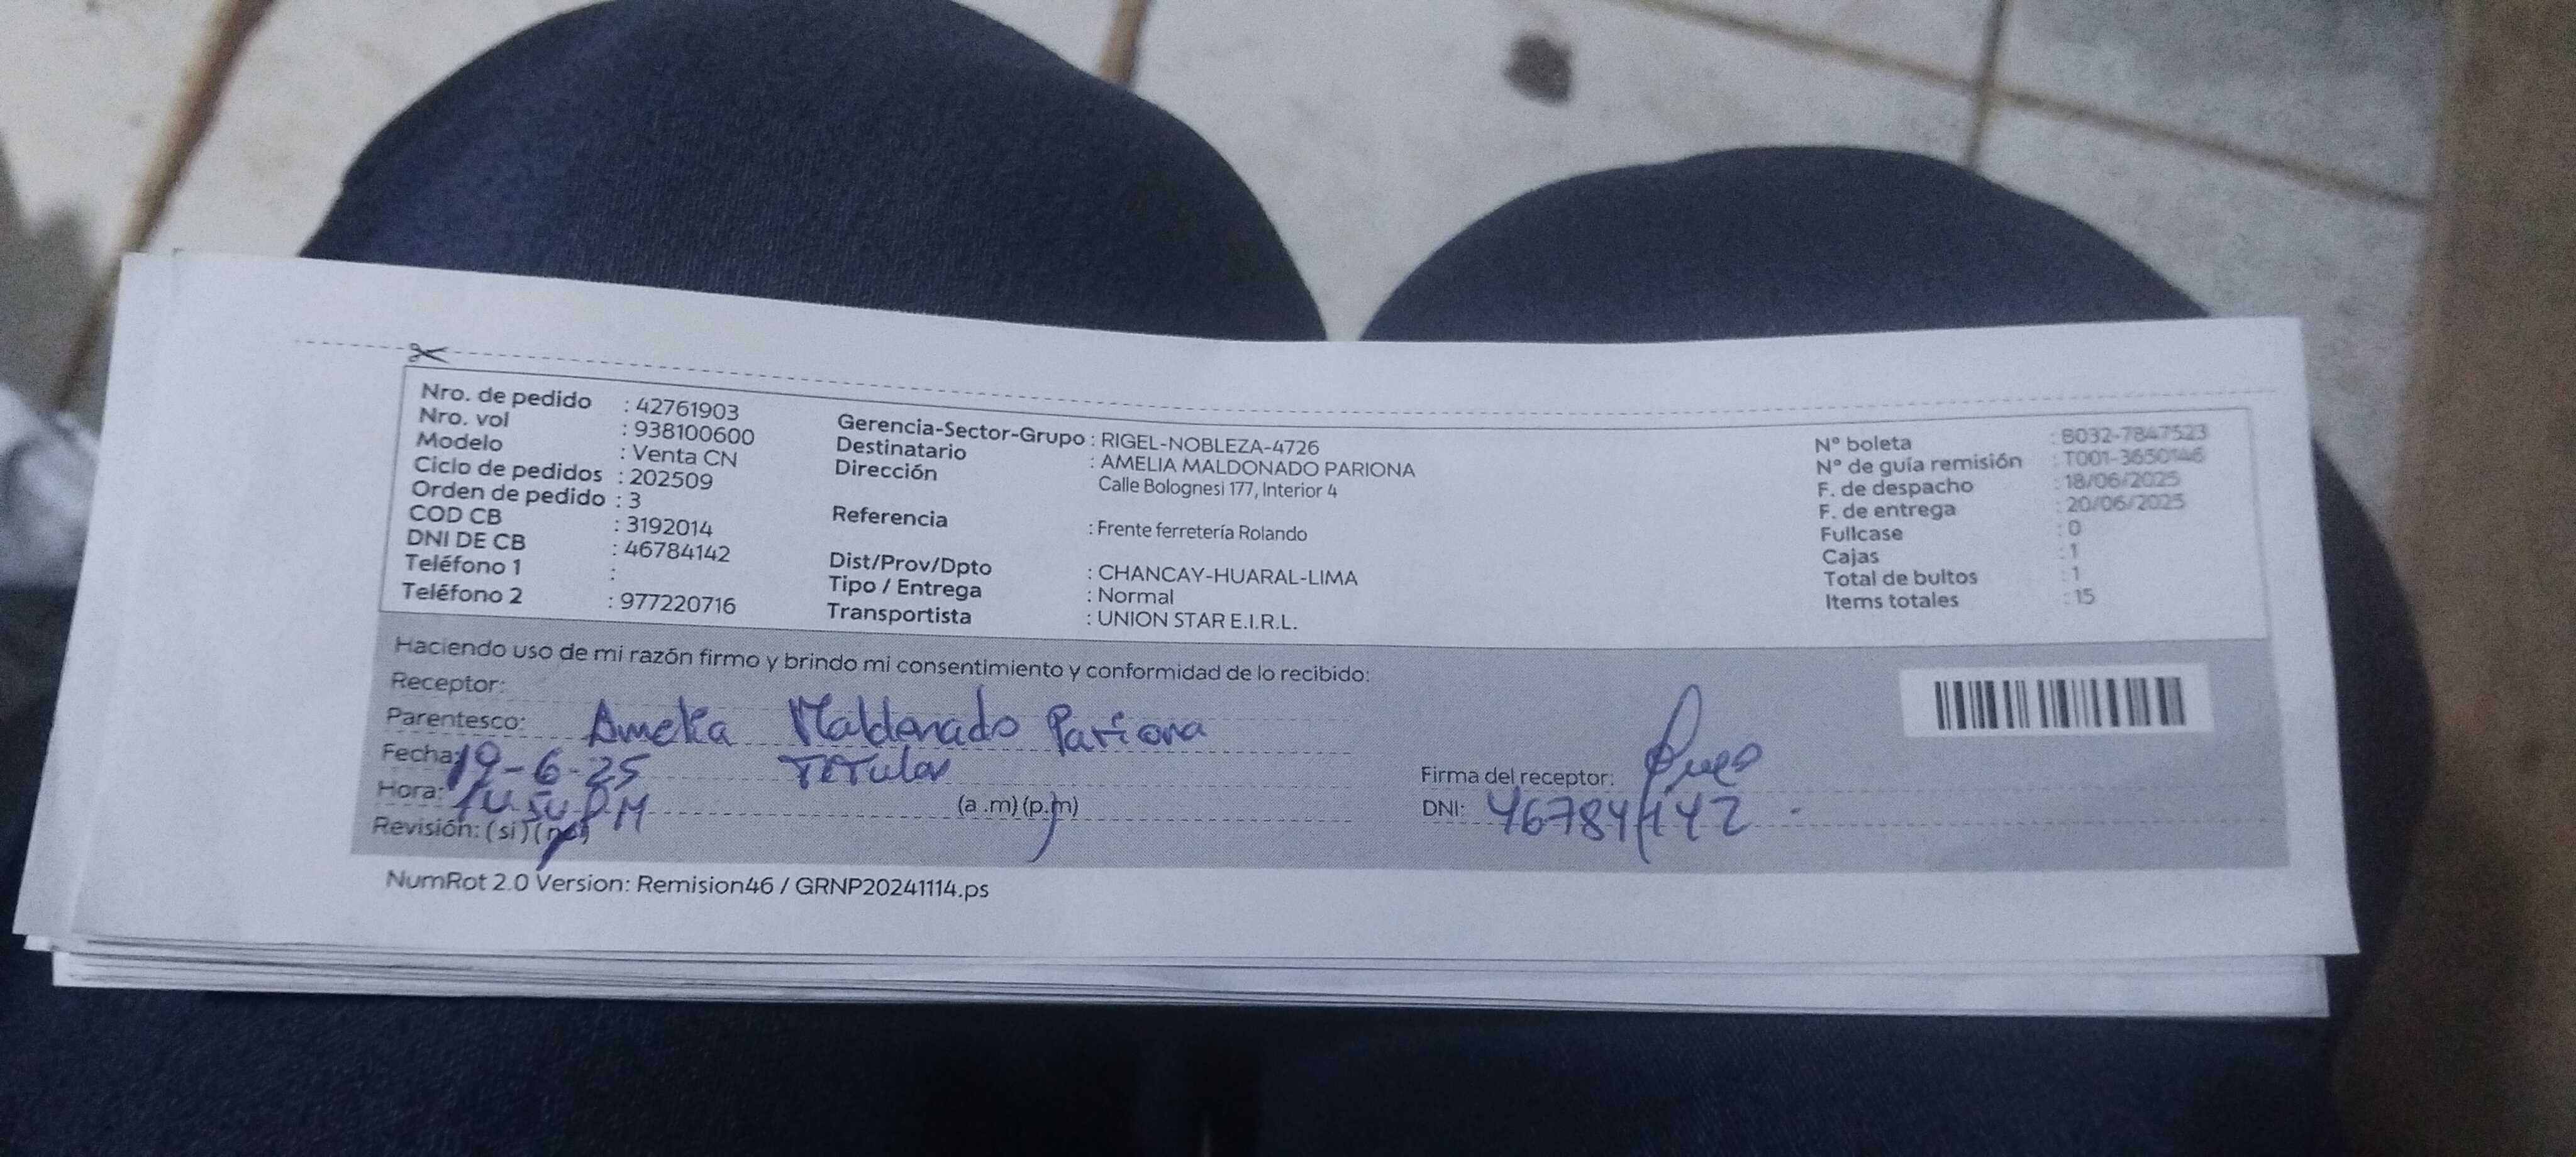 Nro. de pedido : 42761903
Nro. vol : 938100600
Modelo : Venta CN
Ciclo de pedidos : 202509
Orden de pedido : 3
COD CB : 3192014
DNI DE CB : 46784142
Teléfono 1 :
Teléfono 2 : 977220716
Gerencia-Sector-Grupo : RIGEL-NOBLEZA-4726
Destinatario : AMELIA MALDONADO PARIONA
Dirección Calle Bolognesi 177, Interior 4
Referencia : Frente ferretería Rolando
Dist/Prov/Dpto : CHANCAY-HUARAL-LIMA
Tipo / Entrega : Normal
Transportista : UNION STAR E.I.R.L.
N° boleta : B032-7847523
N° de guía remisión : T001-3650146
F. de despacho : 18/06/2025
F. de entrega : 20/06/2025
Fullcase : 0
Cajas : 1
Total de bultos : 1
Items totales : 15
Haciendo uso de mi razón firmo y brindo mi consentimiento y conformidad de lo recibido:
Receptor:
Parentesco: Amelia Maldonado Pariona
Fecha: 19-6-25 Titular
Hora: PM (a.m) (p.m)
Revisión: (si) (no)
Firma del receptor:
DNI: 46784142
NumRot 2.0 Version: Remision46 / GRNP20241114.ps